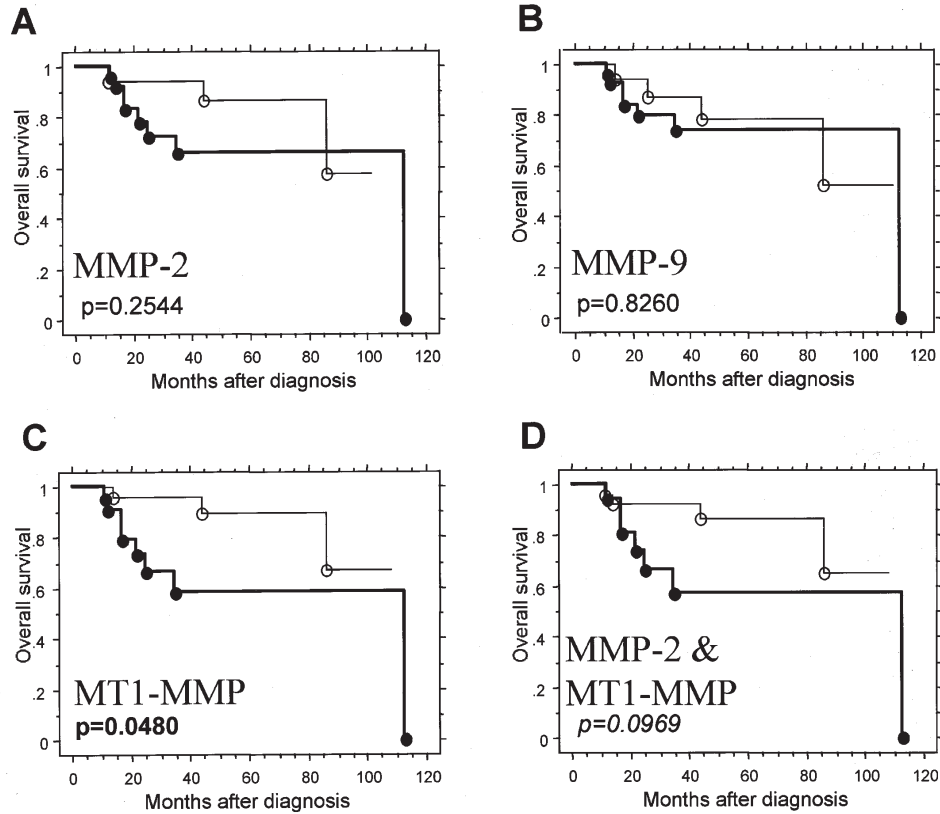 A
Overall survival
1
.8
.6
.4
.2
0
MMP-2
p=0.2544
0 20 40 60 80 100 120
Months after diagnosis
B
Overall survival
1
.8
.6
.4
.2
0
MMP-9
p=0.8260
0 20 40 60 80 100 120
Months after diagnosis
C
Overall survival
1
.8
.6
.4
.2
0
MT1-MMP
p=0.0480
0 20 40 60 80 100 120
Months after diagnosis
D
Overall survival
1
.8
.6
.4
.2
0
MMP-2 &
MT1-MMP
p=0.0969
0 20 40 60 80 100 120
Months after diagnosis